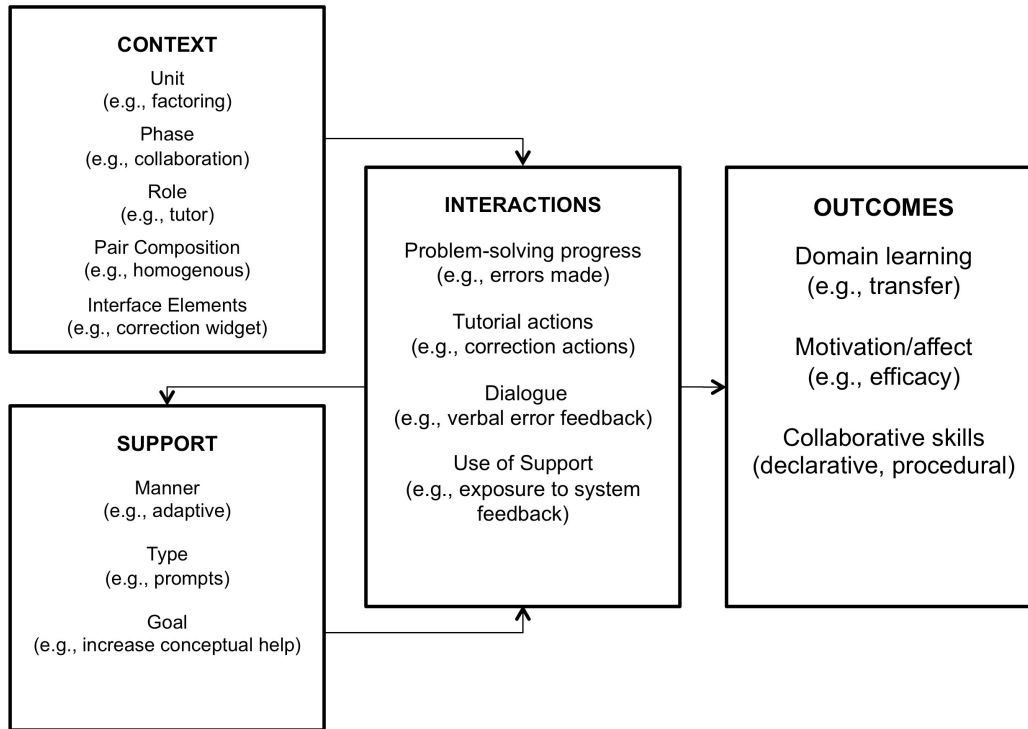 CONTEXT
Unit
(e.g., factoring)
Phase
(e.g., collaboration)
Role
(e.g., tutor)
Pair Composition
(e.g., homogenous)
Interface Elements
(e.g., correction widget)
SUPPORT
Manner
(e.g., adaptive)
Type
(e.g., prompts)
Goal
(e.g., increase conceptual help)
INTERACTIONS
Problem-solving progress
(e.g., errors made)
Tutorial actions
(e.g., correction actions)
Dialogue
(e.g., verbal error feedback)
Use of Support
(e.g., exposure to system
feedback)
OUTCOMES
Domain learning
(e.g., transfer)
Motivation/affect
(e.g., efficacy)
Collaborative skills
(declarative, procedural)